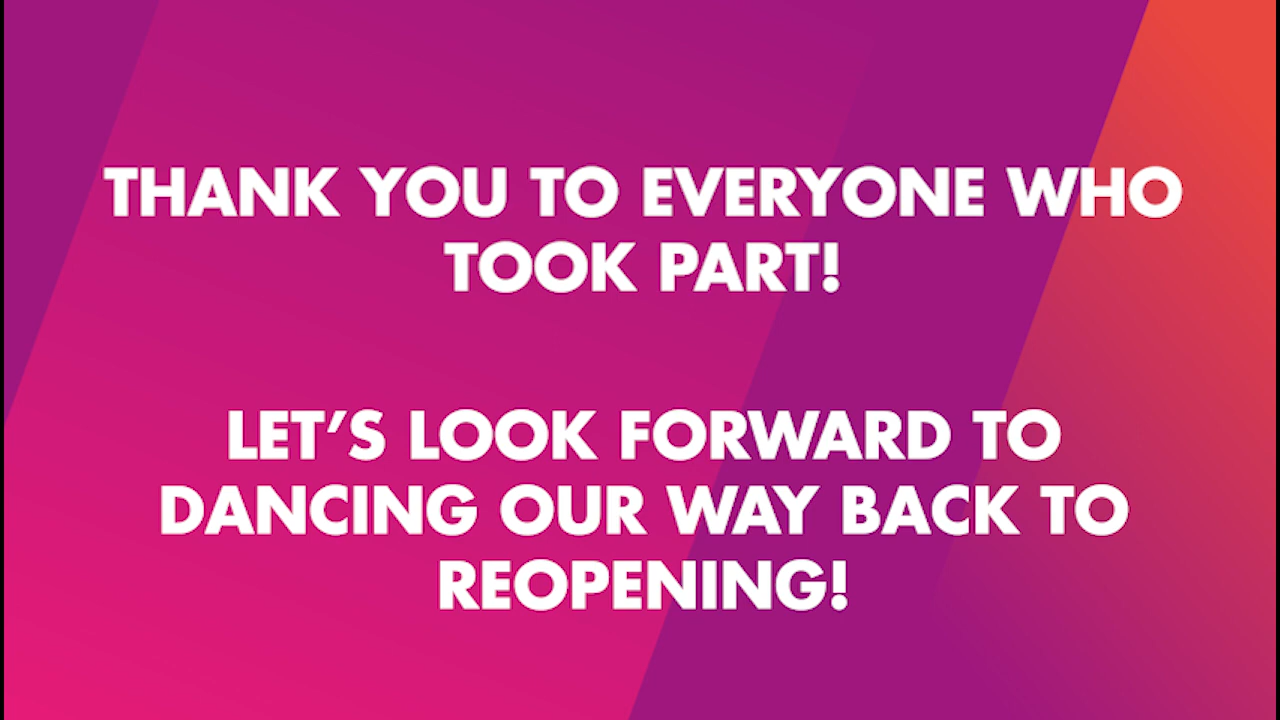 THANK YOU TO EVERYONE WHO
TOOK PART!
LET’S LOOK FORWARD TO
DANCING OUR WAY BACK TO
REOPENING!